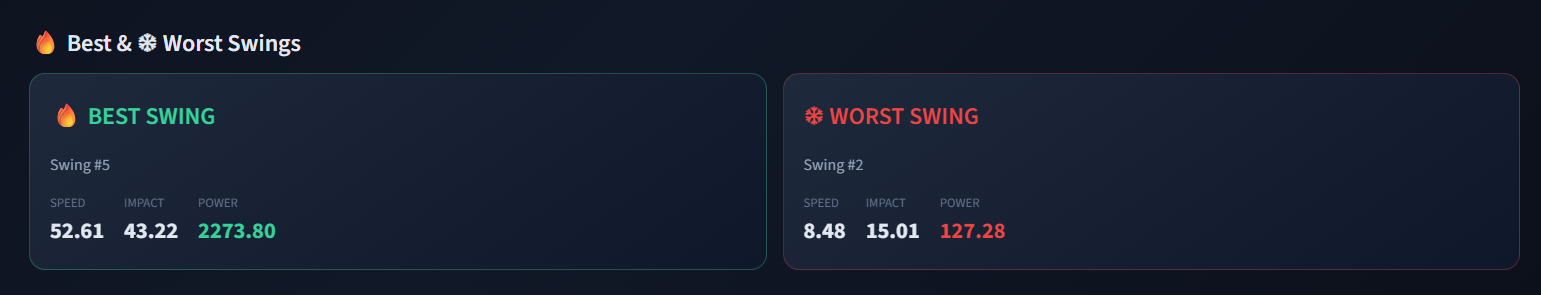 🔥 Best & ❄ Worst Swings
🔥 BEST SWING
Swing #5
SPEED IMPACT POWER
52.61 43.22 2273.80
❄ WORST SWING
Swing #2
SPEED IMPACT POWER
8.48 15.01 127.28